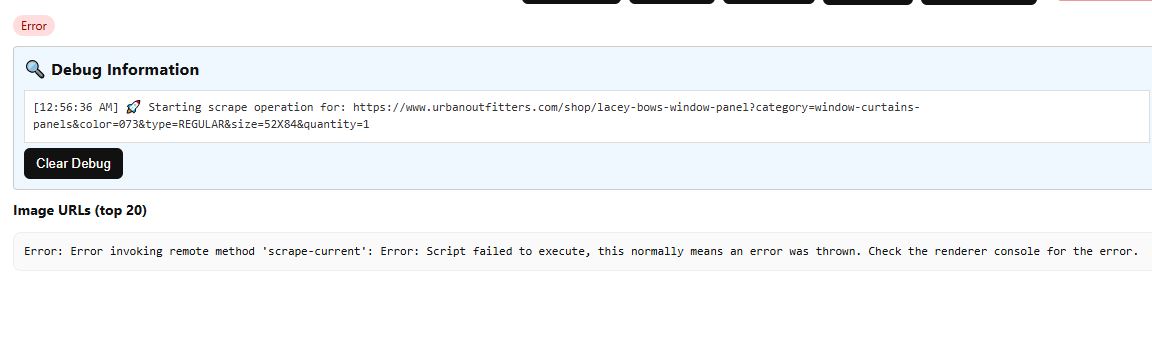 Error
Debug Information
[12:56:36 AM] 🚀 Starting scrape operation for: https://www.urbanoutfitters.com/shop/lacey-bows-window-panel?category=window-curtains-
panels&color=073&type=REGULAR&size=52X84&quantity=1
Clear Debug
Image URLs (top 20)
Error: Error invoking remote method 'scrape-current': Error: Script failed to execute, this normally means an error was thrown. Check the renderer console for the error.